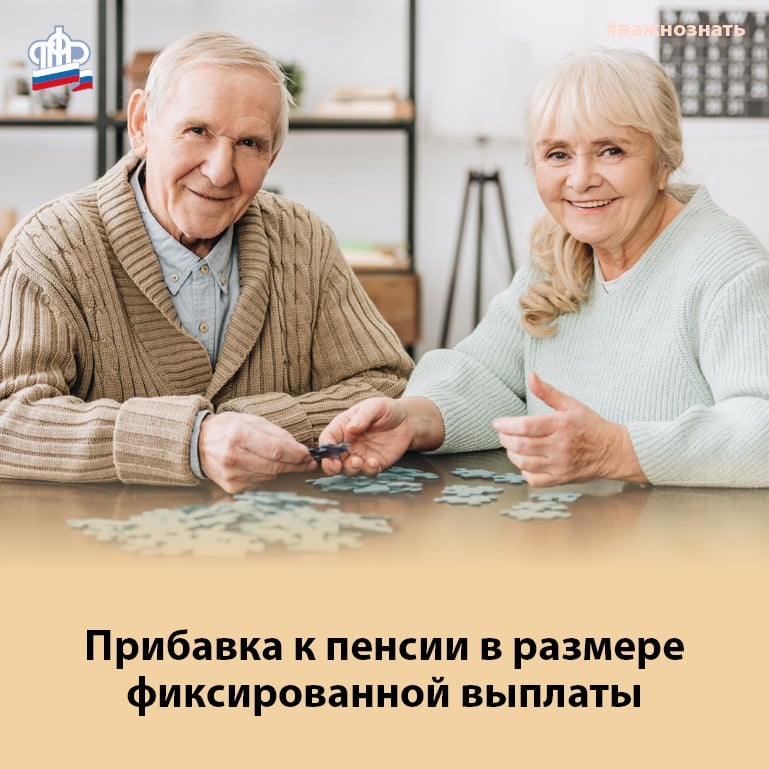 #важнознать
Прибавка к пенсии в размере
фиксированной выплаты